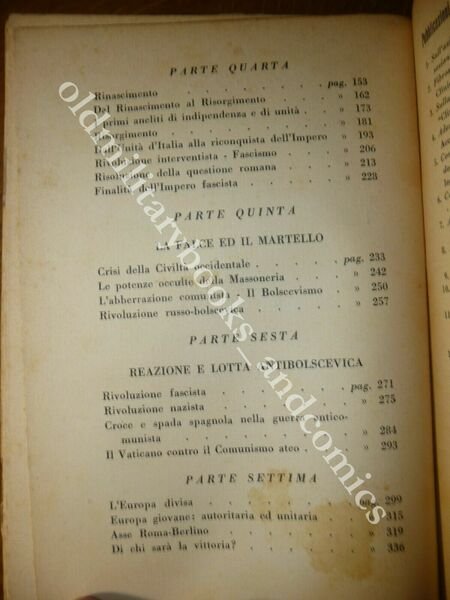 PARTE QUARTA
Rinascimento . . . . . . . pag. 153
Dal Rinascimento al Risorgimento . . . » 162
I primi aneliti di indipendenza e di unità . . » 173
Risorgimento . . . . . . . » 181
Dall'Unità d'Italia alla riconquista dell'Impero » 193
Rivoluzione interventista - Fascismo . . . » 206
Risoluzione della questione romana . . . » 213
Finalità dell'Impero fascista . . . . . » 228
PARTE QUINTA
LA FALCE ED IL MARTELLO
Crisi della Civiltà occidentale . . . . pag. 233
Le potenze occulte della Massoneria . . . » 242
L'abberrazione comunista - Il Bolscevismo . » 250
Rivoluzione russo-bolscevica . . . . » 257
PARTE SESTA
REAZIONE E LOTTA ANTIBOLSCEVICA
Rivoluzione fascista . . . . . . pag. 271
Rivoluzione nazista . . . . . . » 275
Croce e spada spagnola nella guerra antico-
munista . . . . . . . . » 284
Il Vaticano contro il Comunismo ateo . . . » 293
PARTE SETTIMA
L'Europa divisa . . . . . . . pag. 299
Europa giovane: autoritaria ed unitaria . . » 315
Asse Roma-Berlino . . . . . . » 319
Di chi sarà la vittoria? . . . . . » 336
oldmilitarybooks_andcomics
Pubblicazioni